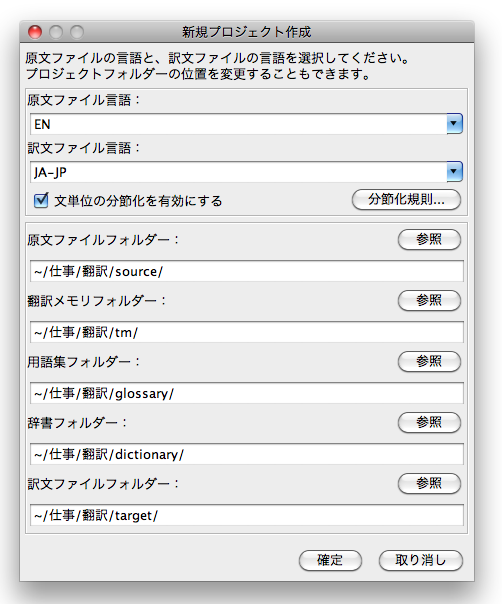 新規プロジェクト作成
原文ファイルの言語と、訳文ファイルの言語を選択してください。
プロジェクトフォルダーの位置を変更することもできます。
原文ファイル言語：
EN
訳文ファイル言語：
JA-JP
文単位の分節化を有効にする
分節化規則...
原文ファイルフォルダー：
参照
~/仕事/翻訳/source/
翻訳メモリフォルダー：
参照
~/仕事/翻訳/tm/
用語集フォルダー：
参照
~/仕事/翻訳/glossary/
辞書フォルダー：
参照
~/仕事/翻訳/dictionary/
訳文ファイルフォルダー：
参照
~/仕事/翻訳/target/
確定
取り消し